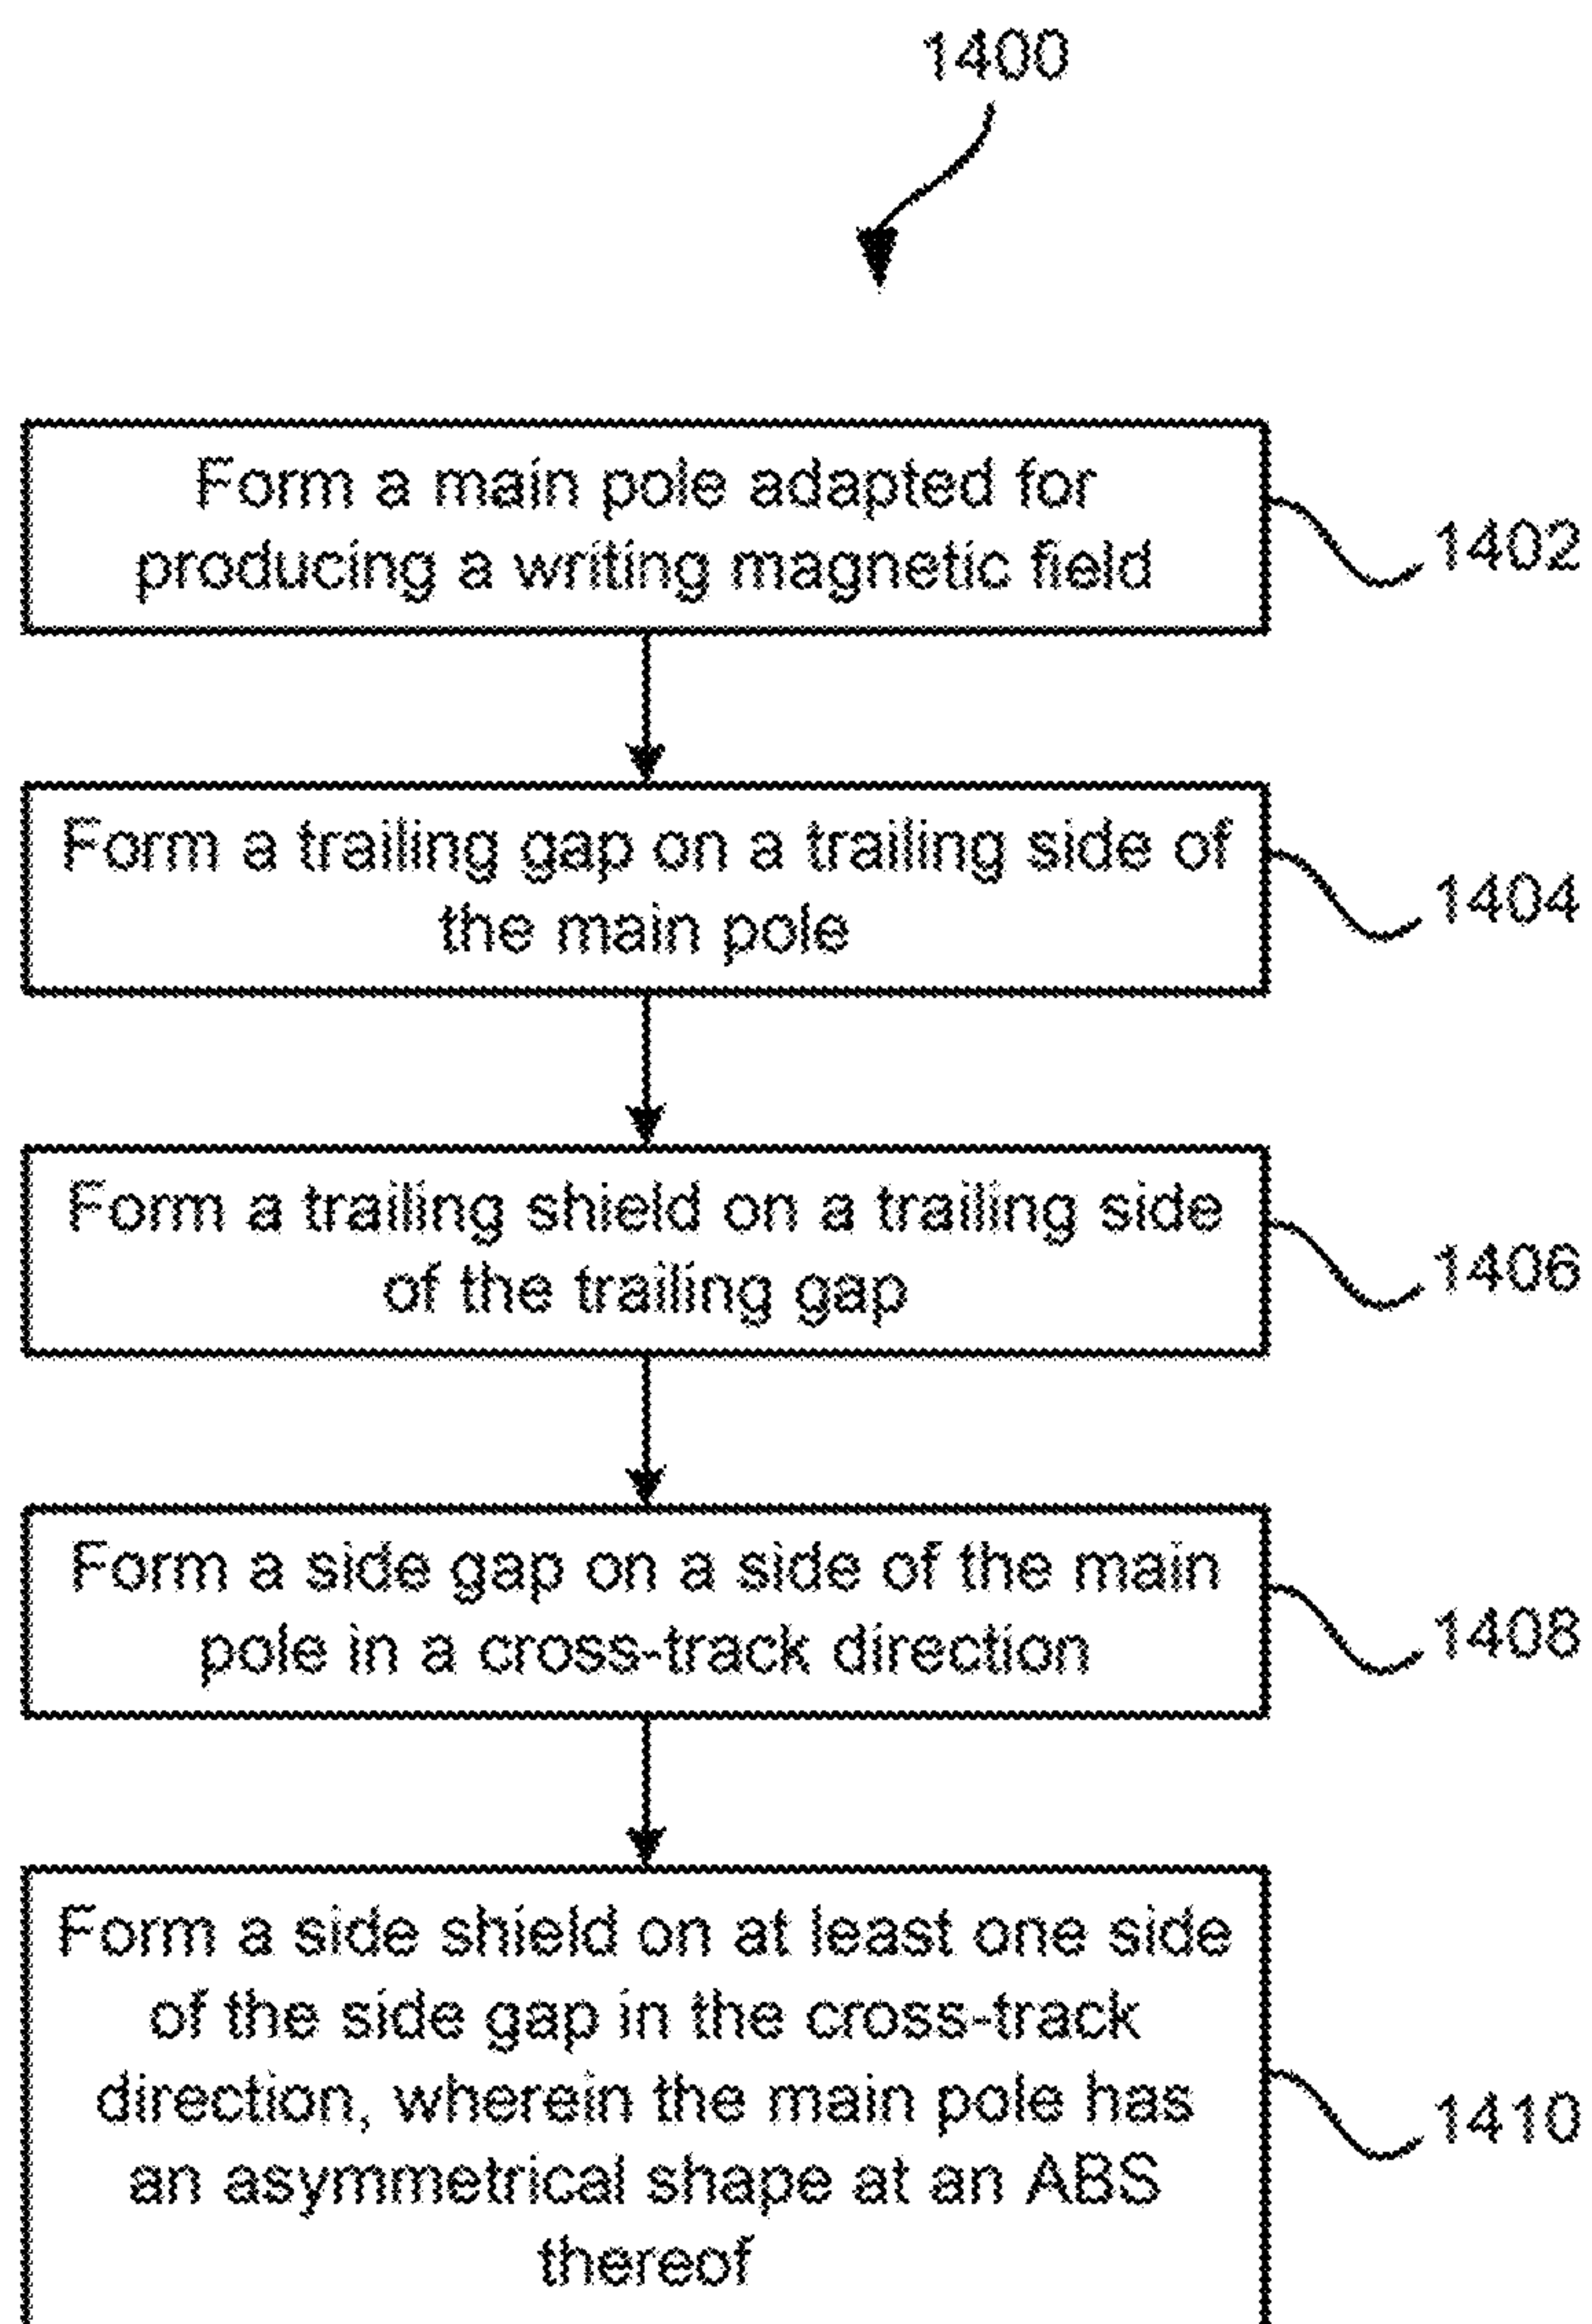 1400
Form a main pole adapted for
producing a writing magnetic field
1402
Form a trailing gap on a trailing side of
the main pole
1404
Form a trailing shield on a trailing side
of the trailing gap
1406
Form a side gap on a side of the main
pole in a cross-track direction
1408
Form a side shield on at least one side
of the side gap in the cross-track
direction, wherein the main pole has
an asymmetrical shape at an ABS
thereof
1410